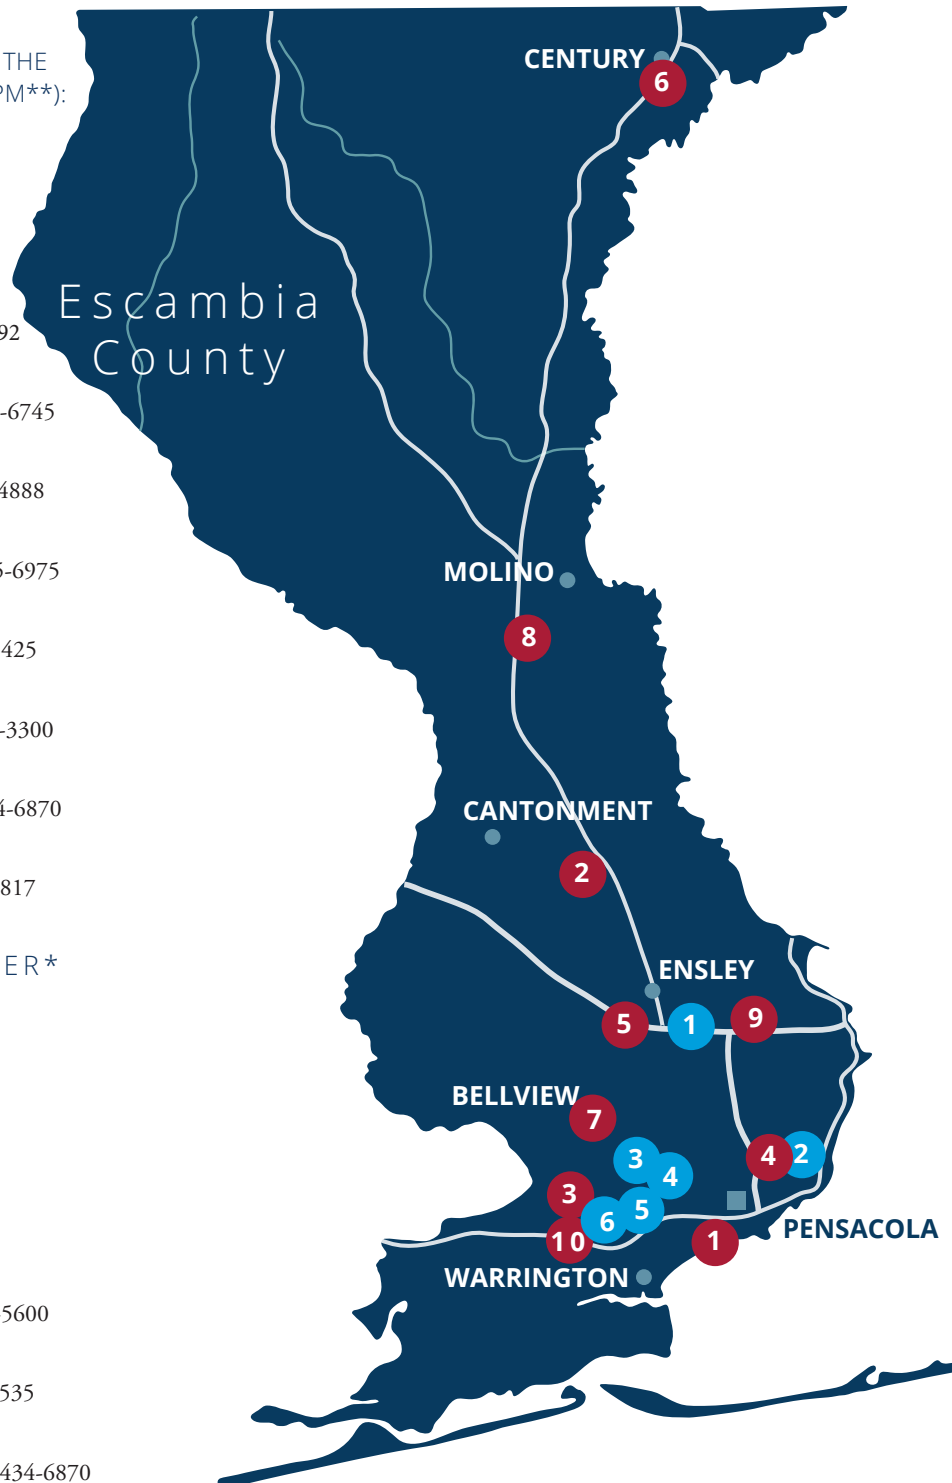 THE
PM**):
92
-6745
4888
5-6975
425
-3300
4-6870
817
ER*
5600
535
434-6870
CENTURY
6
Escambia
County
MOLINO
8
CANTONMENT
2
ENSLEY
5
1
9
BELLVIEW
7
3
4
4
2
3
5
6
10
1
PENSACOLA
WARRINGTON